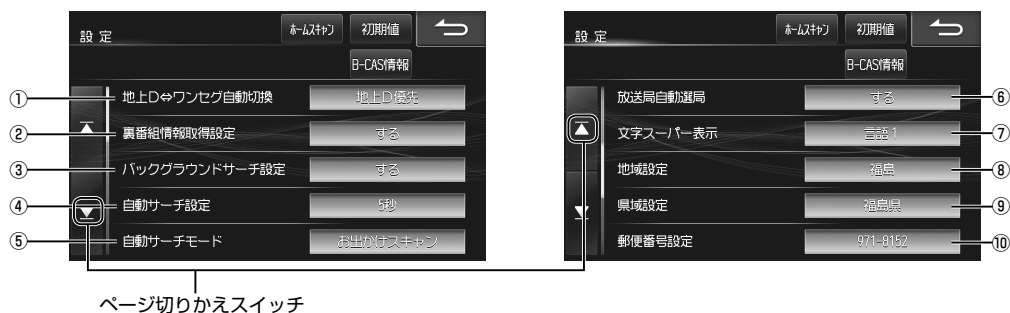 設 定 ホームスキャン 初期値
B-CAS情報
① 地上D⇔ワンセグ自動切換 地上D優先
② 裏番組情報取得設定 する
③ バックグラウンドサーチ設定 する
④ 自動サーチ設定 5秒
⑤ 自動サーチモード お出かけスキャン
設 定 ホームスキャン 初期値
B-CAS情報
放送局自動選局 する ⑥
文字スーパー表示 言語1 ⑦
地域設定 福島 ⑧
県域設定 福島県 ⑨
郵便番号設定 971-8152 ⑩
ページ切りかえスイッチ